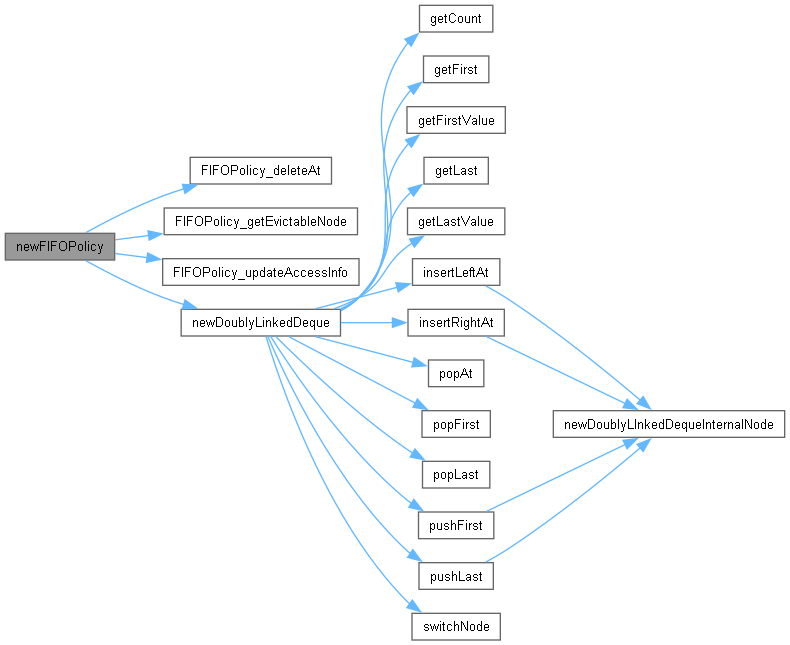 newFIFOPolicy
FIFOPolicy_deleteAt
FIFOPolicy_getEvictableNode
FIFOPolicy_updateAccessInfo
newDoublyLinkedDeque
getCount
getFirst
getFirstValue
getLast
getLastValue
insertLeftAt
insertRightAt
popAt
popFirst
popLast
pushFirst
pushLast
switchNode
newDoublyLInkedDequeInternalNode